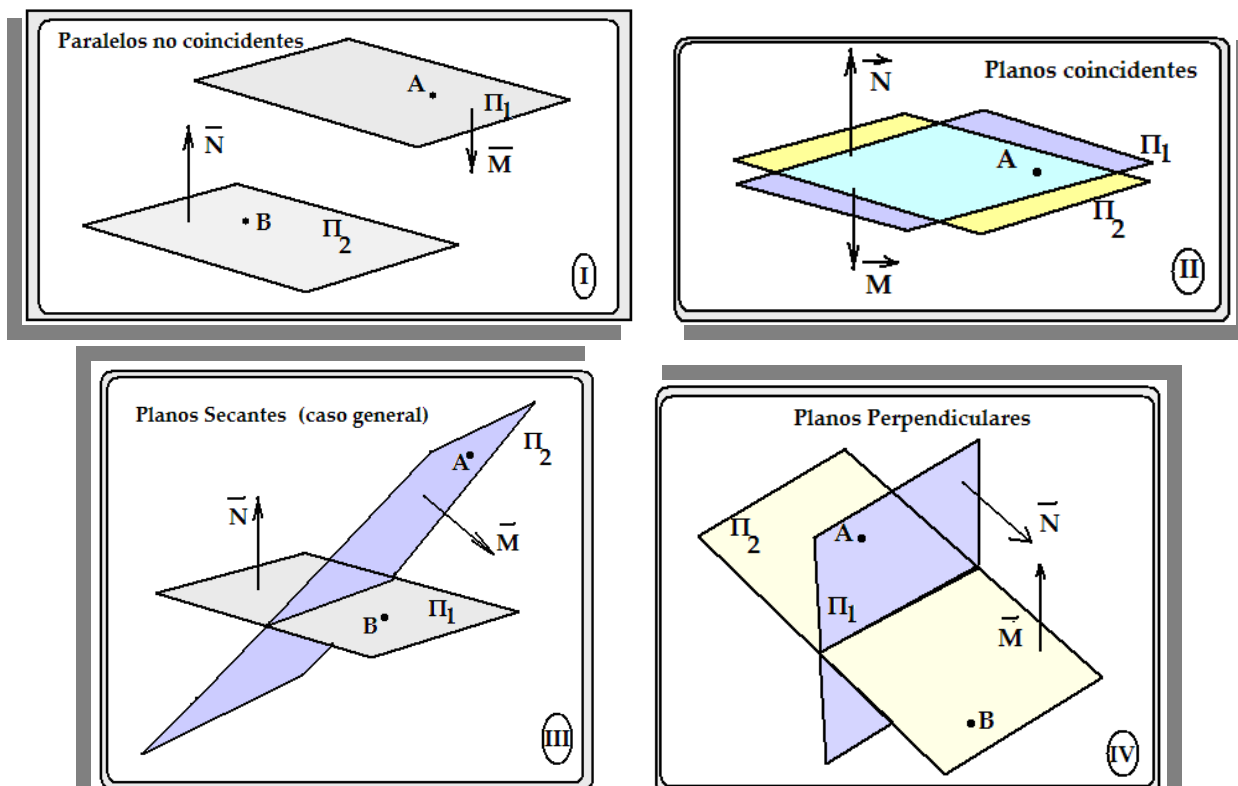 Paralelos no coincidentes
A
Π1
N
M
B
Π2
I
N
Planos coincidentes
A
Π1
Π2
M
II
Planos Secantes (caso general)
A
Π2
N
M
B
Π1
III
Planos Perpendiculares
Π2
A
N
Π1
M
B
IV